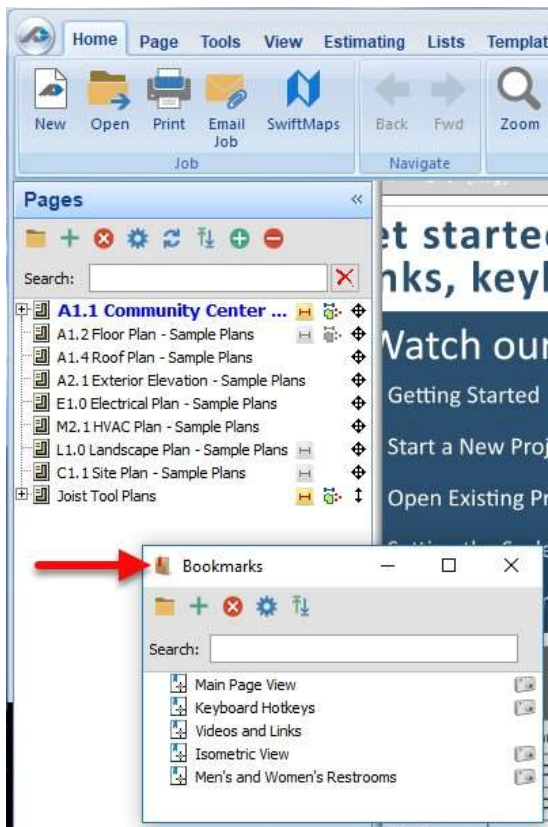 Home Page Tools View Estimating Lists Templat
New Open Print Email Job SwiftMaps Back Fwd Zoom
Job Navigate
Pages
et starte
Search:
nks, keyl
A1.1 Community Center ...
A1.2 Floor Plan - Sample Plans
Watch our
A1.4 Roof Plan - Sample Plans
A2.1 Exterior Elevation - Sample Plans
Getting Started
E1.0 Electrical Plan - Sample Plans
M2.1 HVAC Plan - Sample Plans
L1.0 Landscape Plan - Sample Plans
Start a New Proj
C1.1 Site Plan - Sample Plans
Joist Tool Plans
Open Existing Pr
Bookmarks
Search:
Main Page View
Keyboard Hotkeys
Videos and Links
Isometric View
Men's and Women's Restrooms